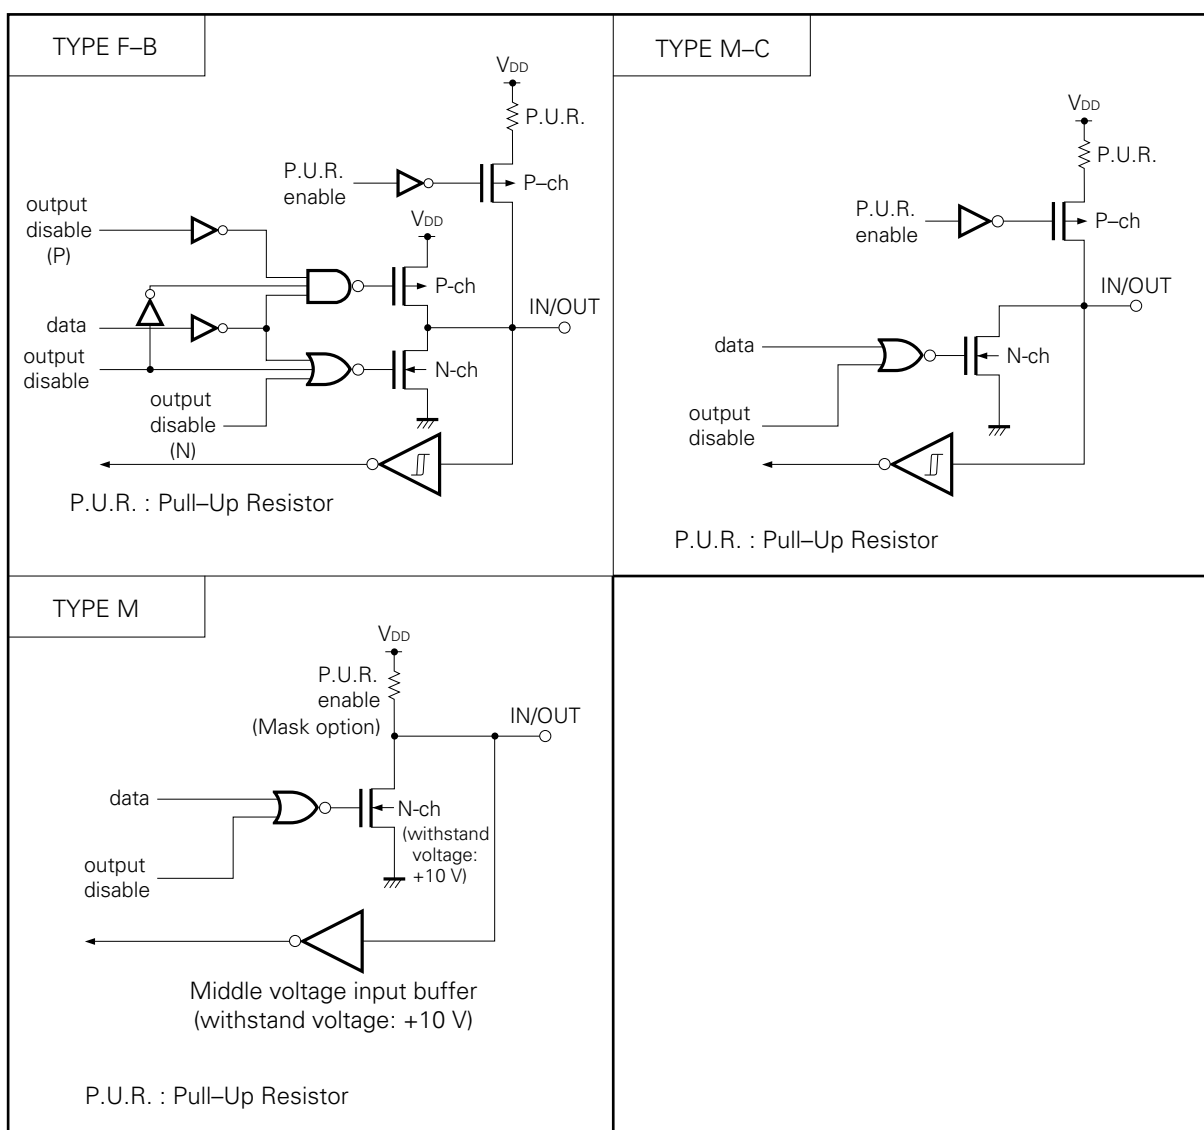 TYPE F–B
VDD
P.U.R.
P.U.R.
enable
P–ch
output
disable
(P)
VDD
P-ch
IN/OUT
data
output
disable
N-ch
output
disable
(N)
P.U.R. : Pull–Up Resistor
TYPE M–C
VDD
P.U.R.
P.U.R.
enable
P–ch
IN/OUT
data
N-ch
output
disable
P.U.R. : Pull–Up Resistor
TYPE M
VDD
P.U.R.
enable
(Mask option)
IN/OUT
data
N-ch
(withstand
voltage:
+10 V)
output
disable
Middle voltage input buffer
(withstand voltage: +10 V)
P.U.R. : Pull–Up Resistor